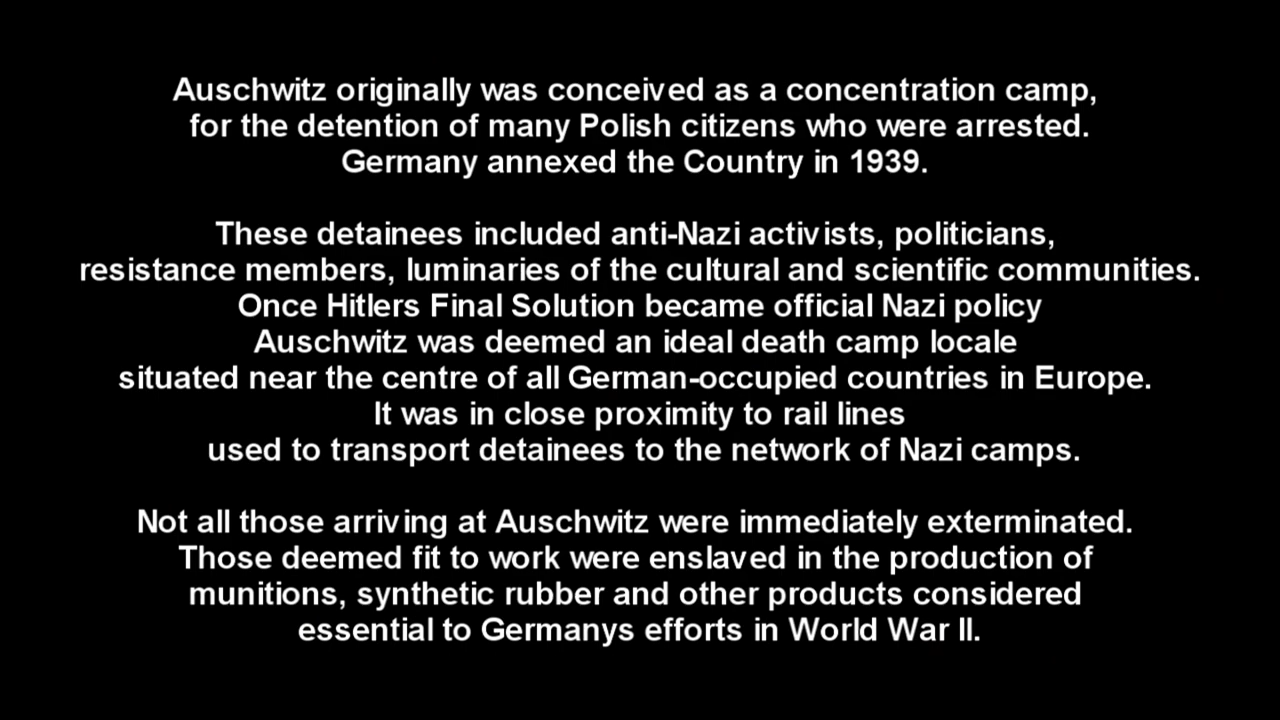 Auschwitz originally was conceived as a concentration camp,
for the detention of many Polish citizens who were arrested.
Germany annexed the Country in 1939.
These detainees included anti-Nazi activists, politicians,
resistance members, luminaries of the cultural and scientific communities.
Once Hitlers Final Solution became official Nazi policy
Auschwitz was deemed an ideal death camp locale
situated near the centre of all German-occupied countries in Europe.
It was in close proximity to rail lines
used to transport detainees to the network of Nazi camps.
Not all those arriving at Auschwitz were immediately exterminated.
Those deemed fit to work were enslaved in the production of
munitions, synthetic rubber and other products considered
essential to Germanys efforts in World War II.